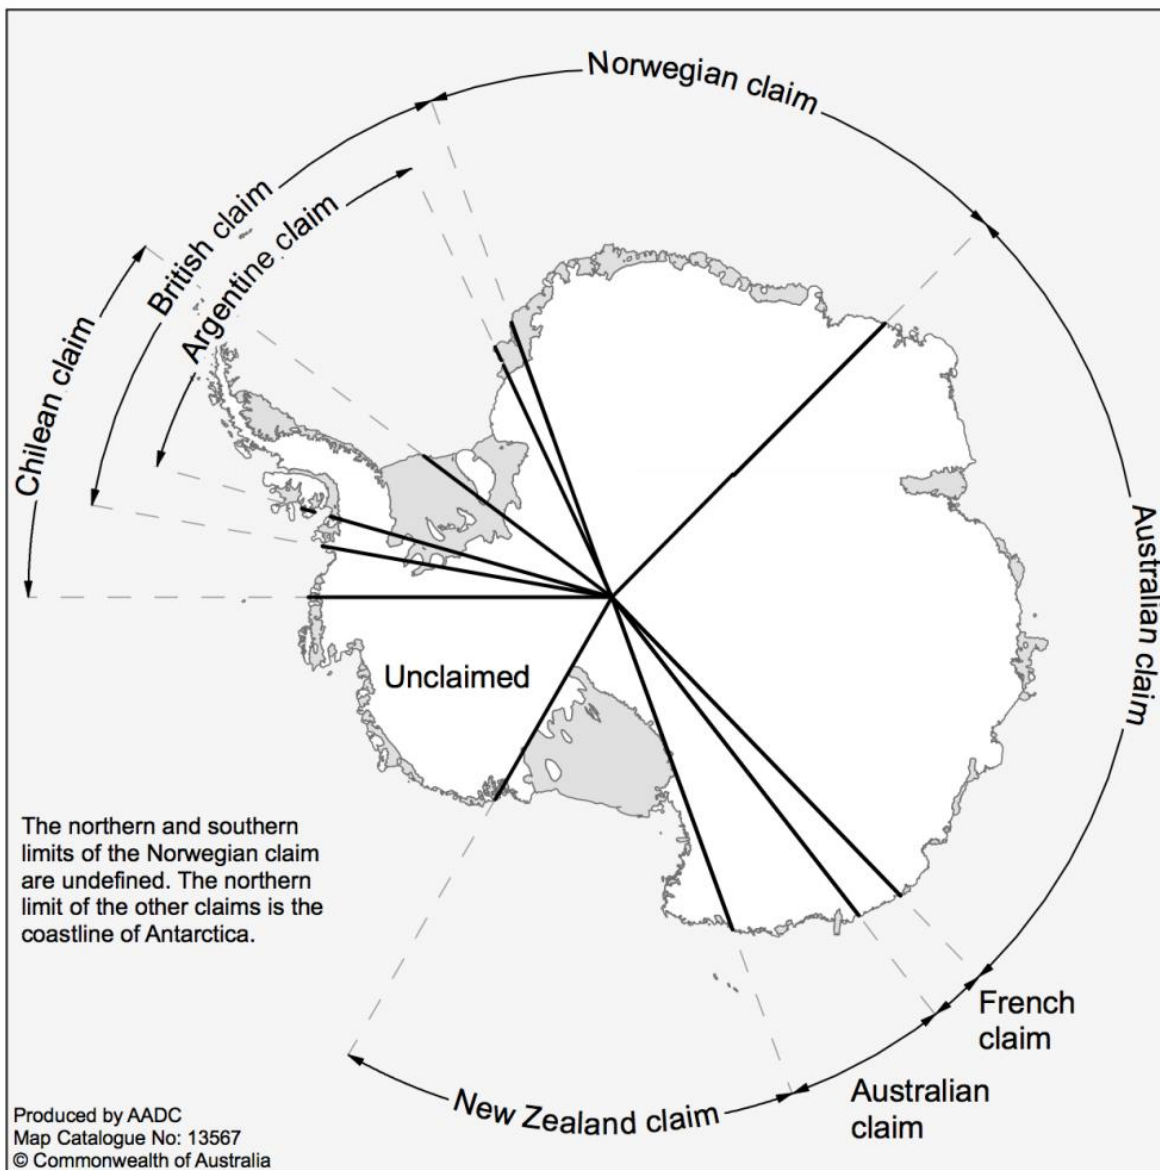 Norwegian claim
British claim
Argentine claim
Chilean claim
Australian claim
Unclaimed
The northern and southern
limits of the Norwegian claim
are undefined. The northern
limit of the other claims is the
coastline of Antarctica.
French
claim
Australian
claim
New Zealand claim
Produced by AADC
Map Catalogue No: 13567
© Commonwealth of Australia